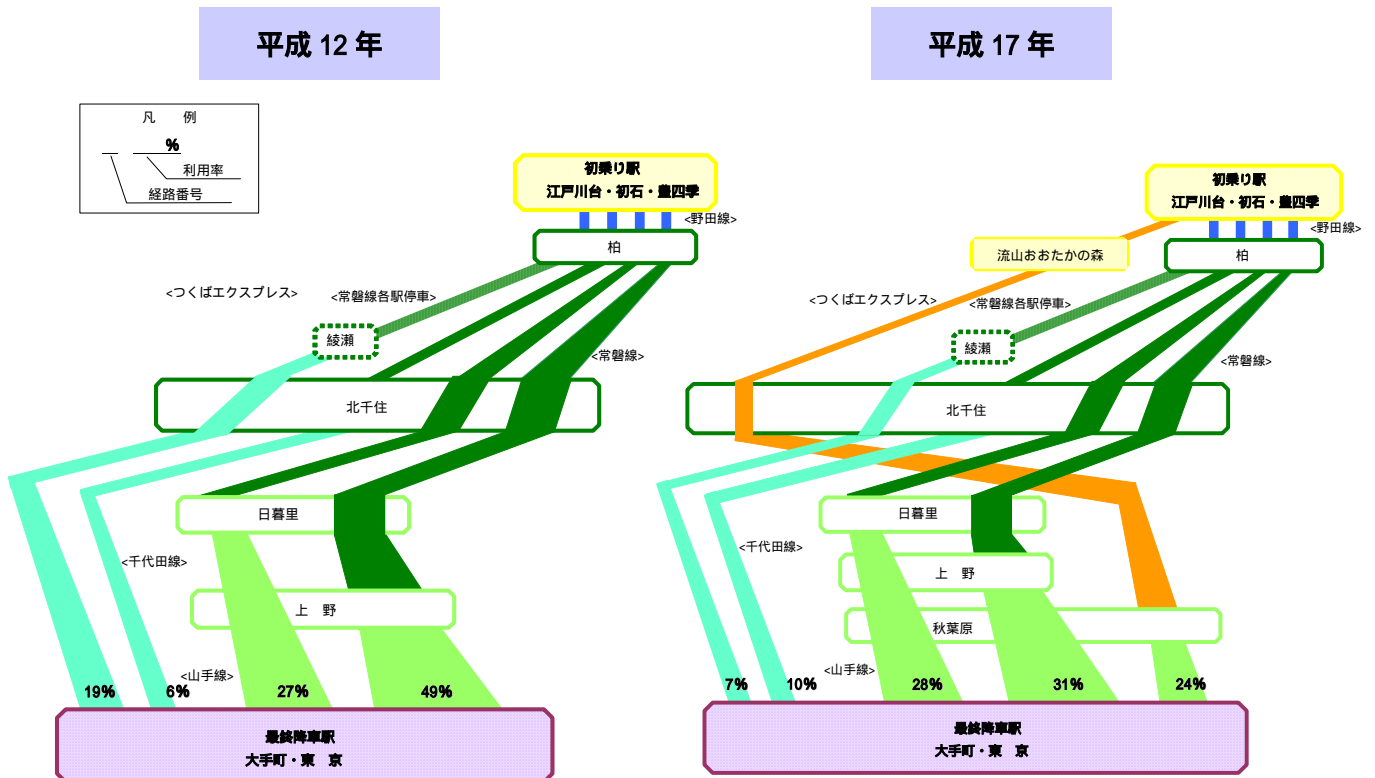 平成 12 年
凡 例
%
利用率
経路番号
初乗り駅
江戸川台・初石・豊四季
<野田線>
柏
<つくばエクスプレス>
<常磐線各駅停車>
綾瀬
<常磐線>
北千住
日暮里
<千代田線>
上 野
<山手線>
19%
6%
27%
49%
最終降車駅
大手町・東 京
平成 17 年
初乗り駅
江戸川台・初石・豊四季
<野田線>
流山おおたかの森
柏
<つくばエクスプレス>
<常磐線各駅停車>
綾瀬
<常磐線>
北千住
日暮里
<千代田線>
上 野
秋葉原
<山手線>
7%
10%
28%
31%
24%
最終降車駅
大手町・東 京